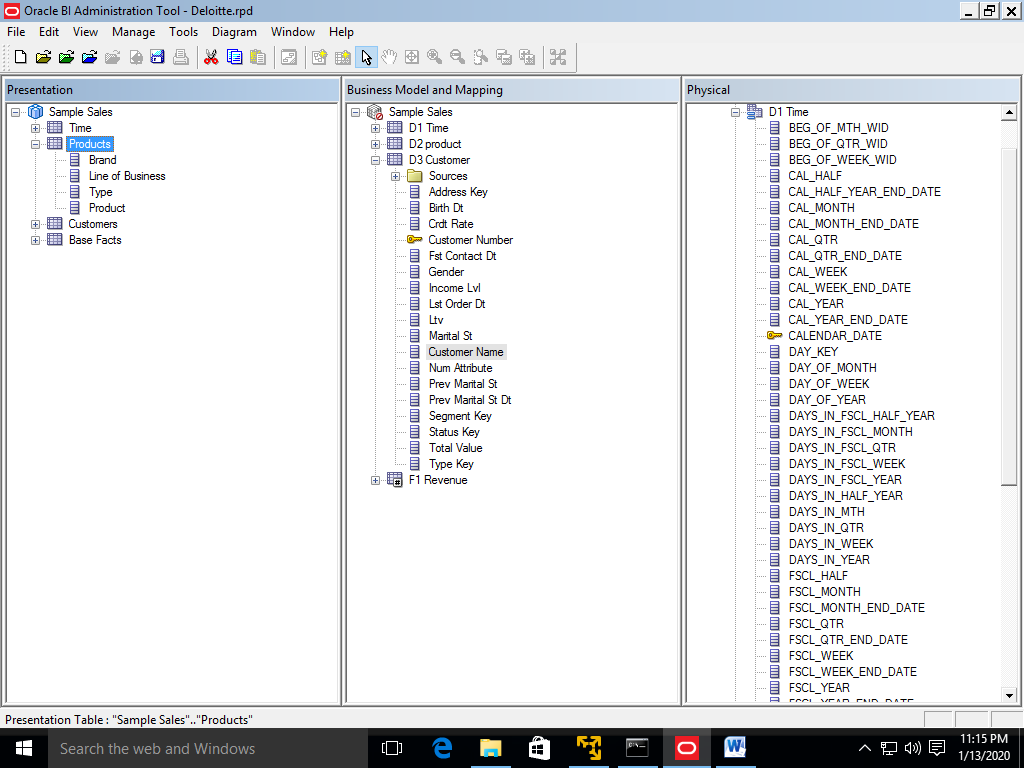 Oracle BI Administration Tool - Deloitte.rpd
File Edit View Manage Tools Diagram Window Help
Presentation
Sample Sales
Time
Products
Brand
Line of Business
Type
Product
Customers
Base Facts
Business Model and Mapping
Sample Sales
D1 Time
D2 product
D3 Customer
Sources
Address Key
Birth Dt
Crdt Rate
Customer Number
Fst Contact Dt
Gender
Income Lvl
Lst Order Dt
Ltv
Marital St
Customer Name
Num Attribute
Prev Marital St
Prev Marital St Dt
Segment Key
Status Key
Total Value
Type Key
F1 Revenue
Physical
D1 Time
BEG_OF_MTH_WID
BEG_OF_QTR_WID
BEG_OF_WEEK_WID
CAL_HALF
CAL_HALF_YEAR_END_DATE
CAL_MONTH
CAL_MONTH_END_DATE
CAL_QTR
CAL_QTR_END_DATE
CAL_WEEK
CAL_WEEK_END_DATE
CAL_YEAR
CAL_YEAR_END_DATE
CALENDAR_DATE
DAY_KEY
DAY_OF_MONTH
DAY_OF_WEEK
DAY_OF_YEAR
DAYS_IN_FSCL_HALF_YEAR
DAYS_IN_FSCL_MONTH
DAYS_IN_FSCL_QTR
DAYS_IN_FSCL_WEEK
DAYS_IN_FSCL_YEAR
DAYS_IN_HALF_YEAR
DAYS_IN_MTH
DAYS_IN_QTR
DAYS_IN_WEEK
DAYS_IN_YEAR
FSCL_HALF
FSCL_MONTH
FSCL_MONTH_END_DATE
FSCL_QTR
FSCL_QTR_END_DATE
FSCL_WEEK
FSCL_WEEK_END_DATE
FSCL_YEAR
FSCL_YEAR_END_DATE
Presentation Table : "Sample Sales".."Products"
Search the web and Windows
11:15 PM
1/13/2020